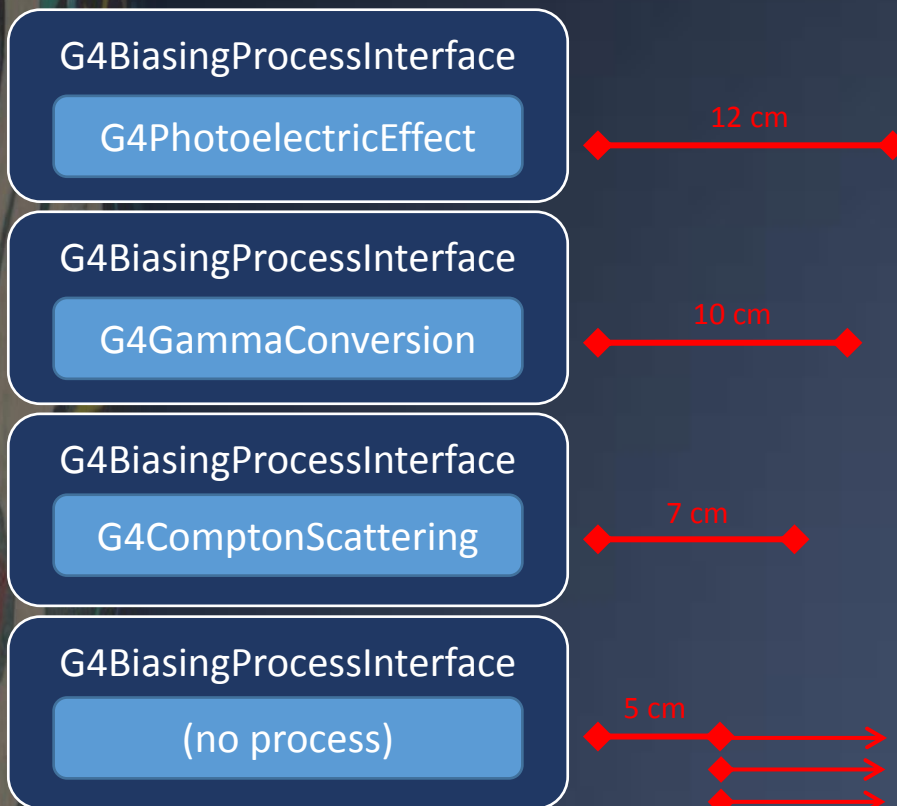 G4BiasingProcessInterface
G4PhotoelectricEffect
12 cm
G4BiasingProcessInterface
G4GammaConversion
10 cm
G4BiasingProcessInterface
G4ComptonScattering
7 cm
G4BiasingProcessInterface
(no process)
5 cm